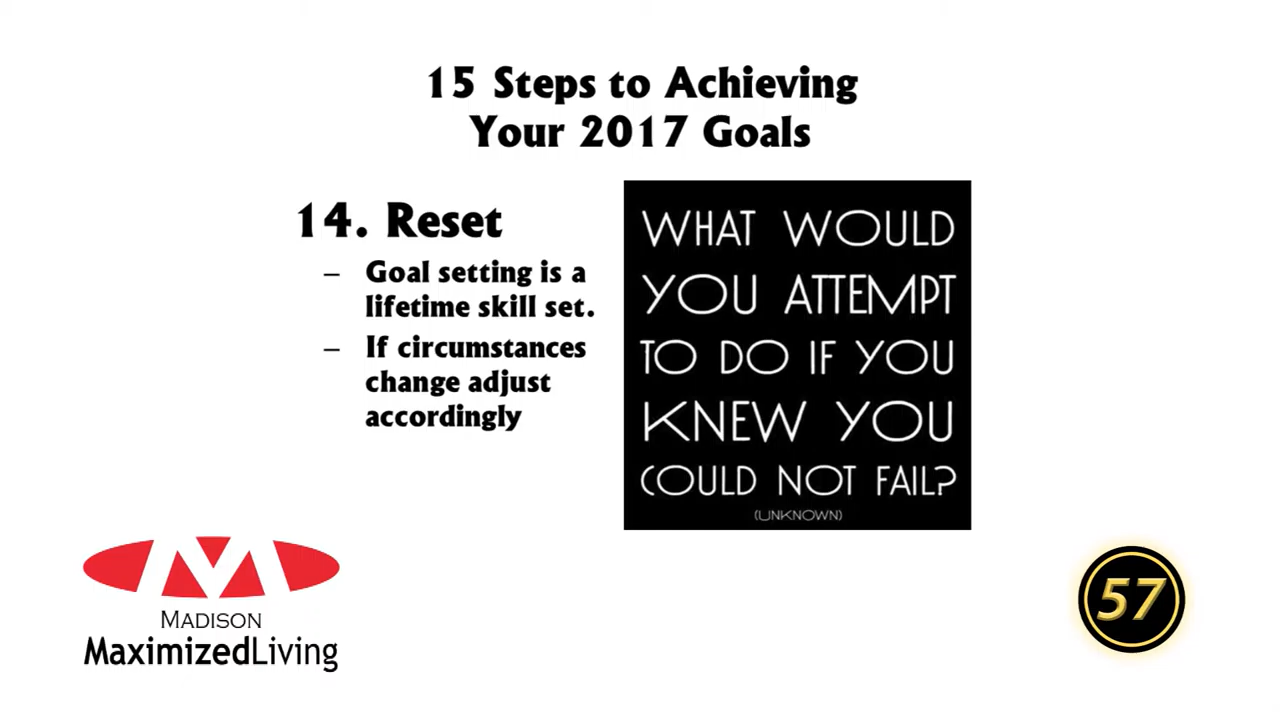 15 Steps to Achieving
Your 2017 Goals
14. Reset
– Goal setting is a
lifetime skill set.
– If circumstances
change adjust
accordingly
WHAT WOULD
YOU ATTEMPT
TO DO IF YOU
KNEW YOU
COULD NOT FAIL?
(UNKNOWN)
M
MADISON
MaximizedLiving
57